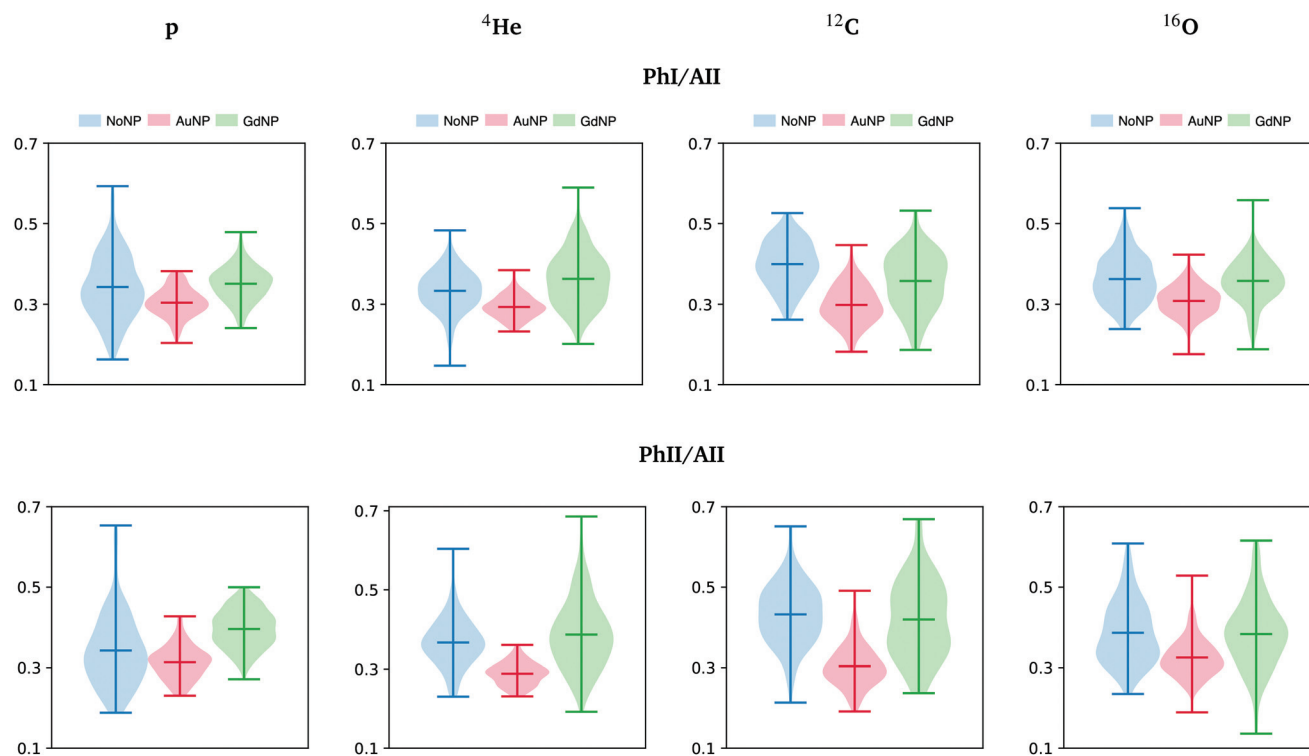 p ⁴He ¹²C ¹⁶O
PhI/AII
NoNP AuNP GdNP NoNP AuNP GdNP NoNP AuNP GdNP NoNP AuNP GdNP
0.7 0.7 0.7 0.7
0.5 0.5 0.5 0.5
0.3 0.3 0.3 0.3
0.1 0.1 0.1 0.1
PhII/AII
0.7 0.7 0.7 0.7
0.5 0.5 0.5 0.5
0.3 0.3 0.3 0.3
0.1 0.1 0.1 0.1